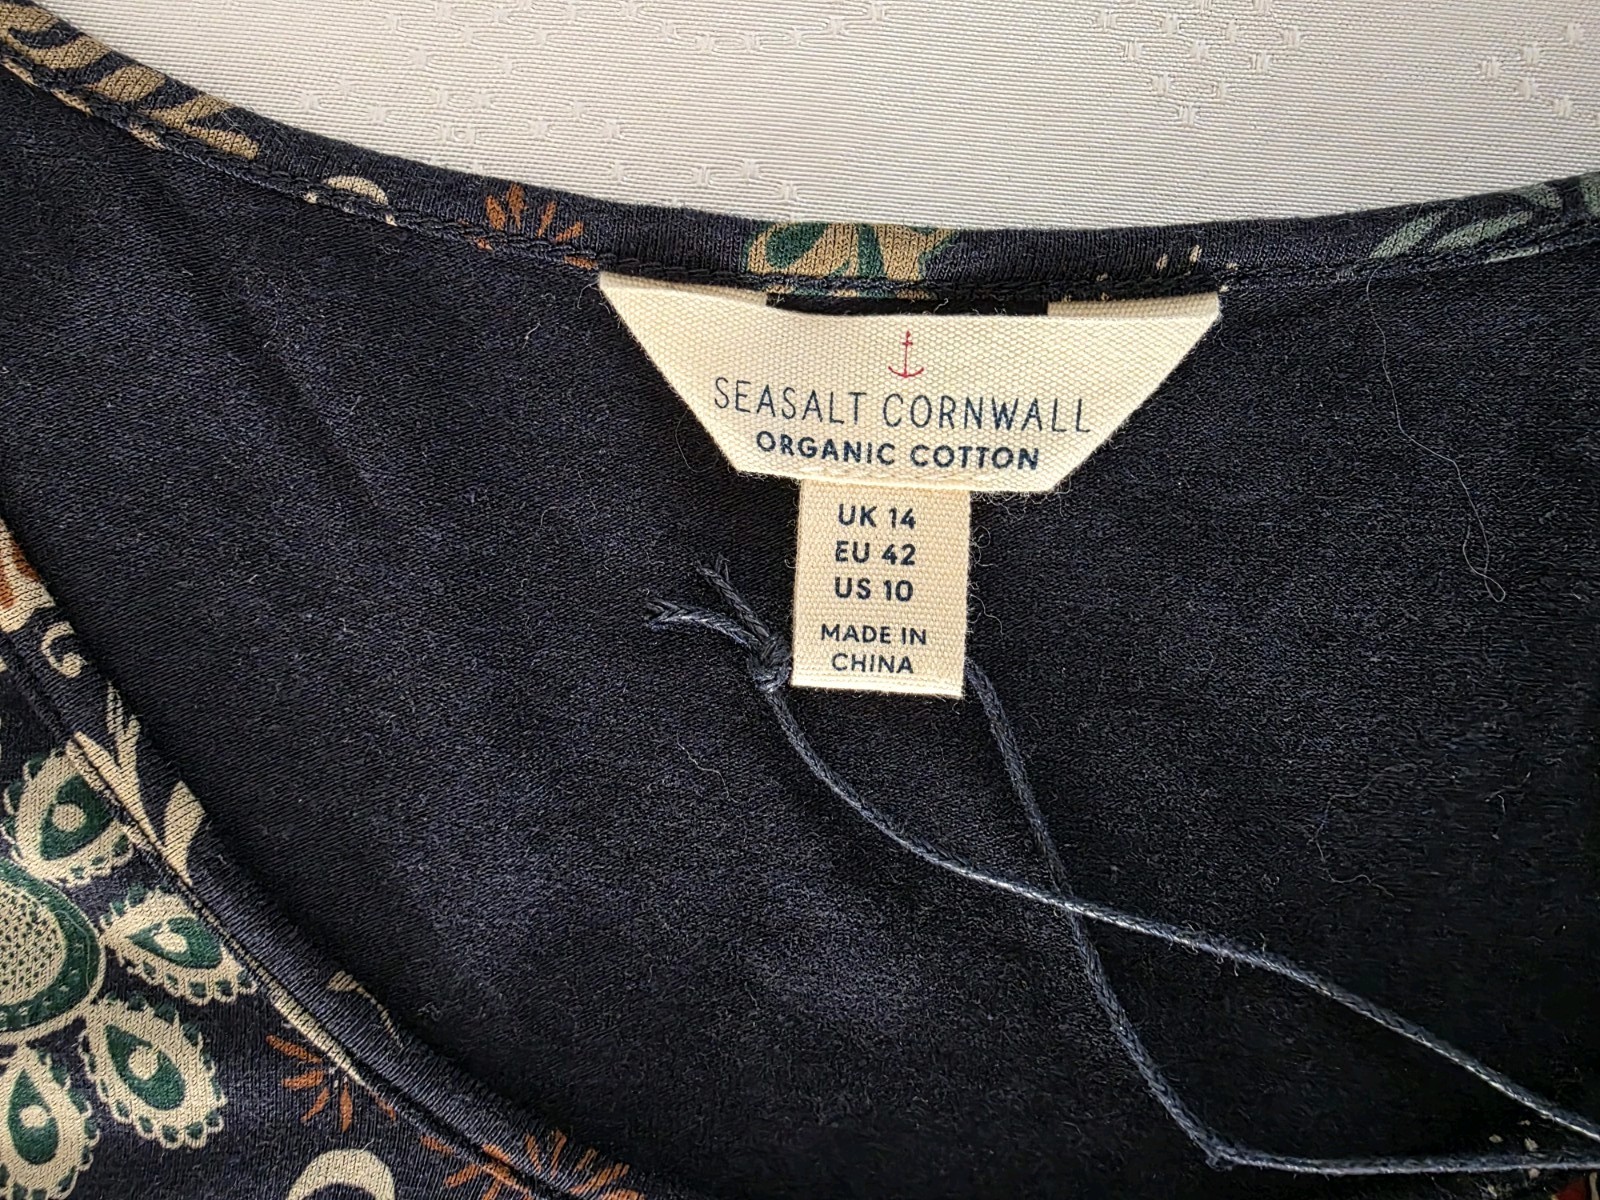 SEASALT CORNWALL
ORGANIC COTTON
UK 14
EU 42
US 10
MADE IN
CHINA